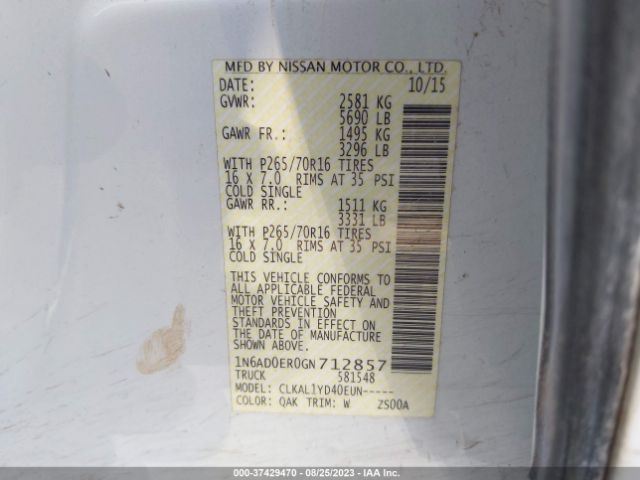 MFD BY NISSAN MOTOR CO., LTD.
DATE: 10/15
GVWR: 2581 KG
5690 LB
GAWR FR.: 1495 KG
3296 LB
WITH P265/70R16 TIRES
16 X 7.0 RIMS AT 35 PSI
COLD SINGLE
GAWR RR.: 1511 KG
3331 LB
WITH P265/70R16 TIRES
16 X 7.0 RIMS AT 35 PSI
COLD SINGLE
THIS VEHICLE CONFORMS TO
ALL APPLICABLE FEDERAL
MOTOR VEHICLE SAFETY AND
THEFT PREVENTION
STANDARDS IN EFFECT ON
THE DATE OF MANUFACTURE
SHOWN ABOVE.
1N6AD0ER0GN712857
TRUCK 581548
MODEL: CLKAL1YD40EUN-----
COLOR: QAK TRIM: W ZS00A
000-37429470 - 08/25/2023 - IAA Inc.